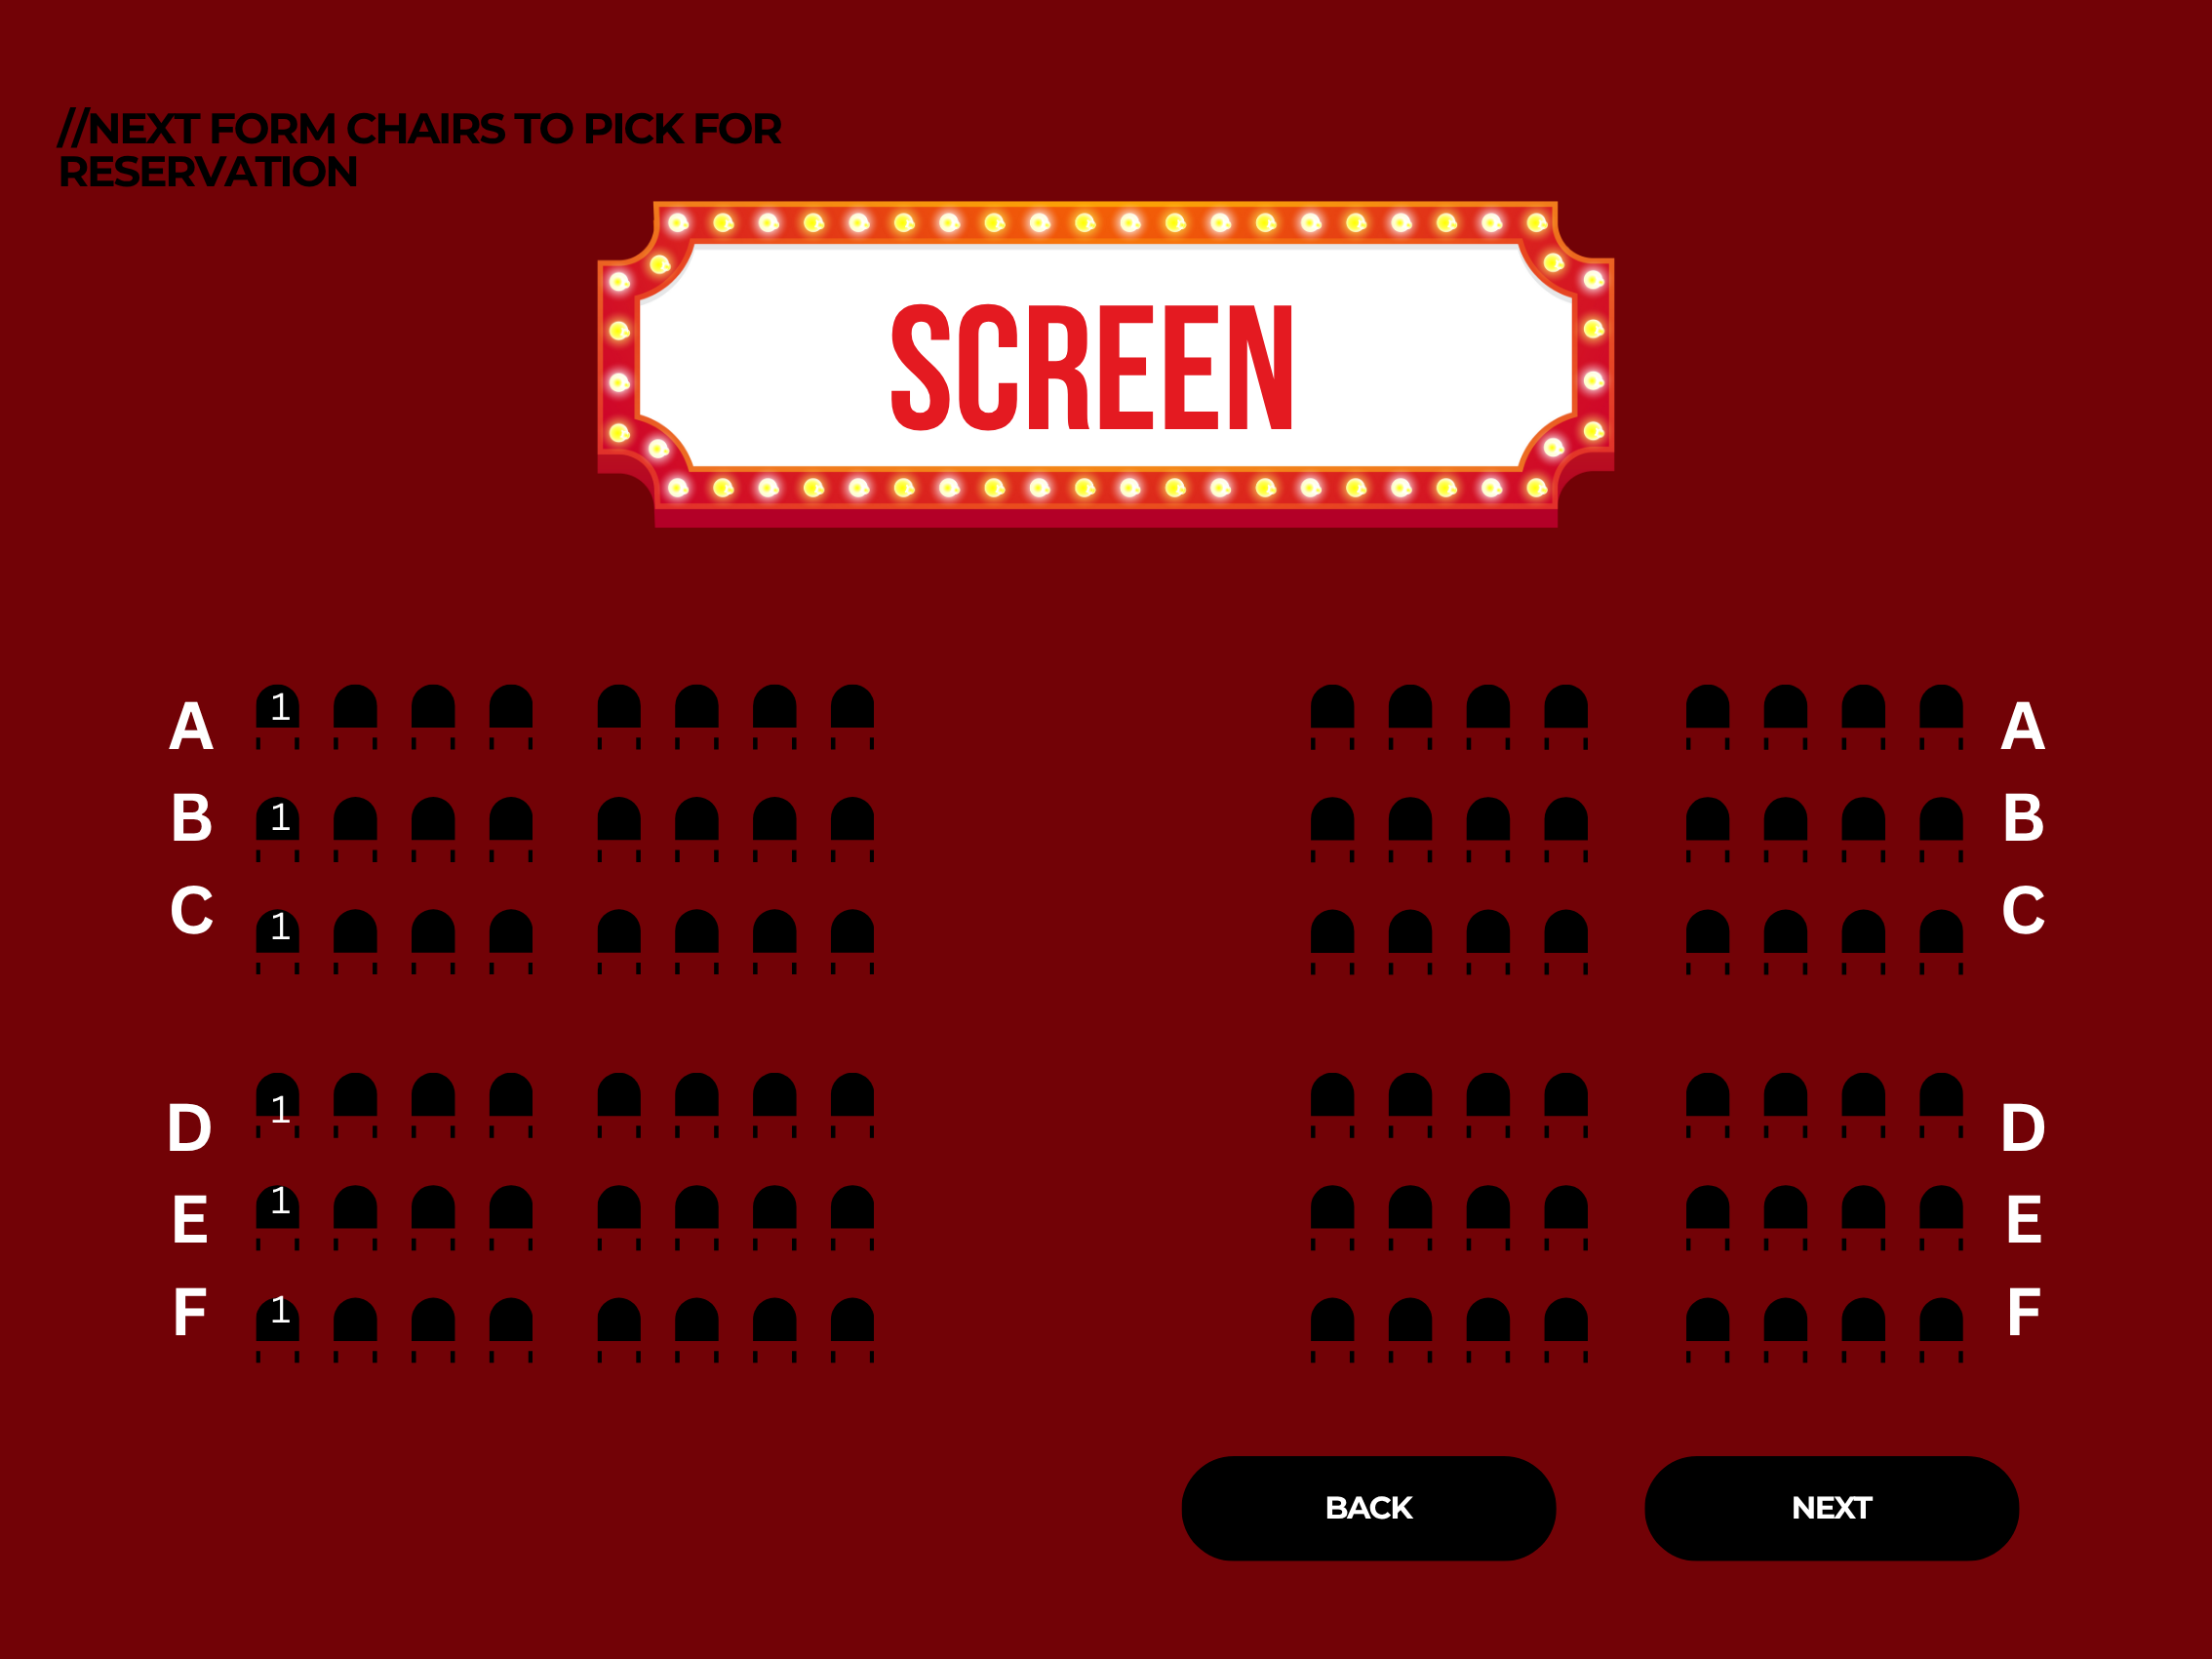 //NEXT FORM CHAIRS TO PICK FOR
RESERVATION
SCREEN
A 1 A
B 1 B
C 1 C
D 1 D
E 1 E
F 1 F
BACK NEXT